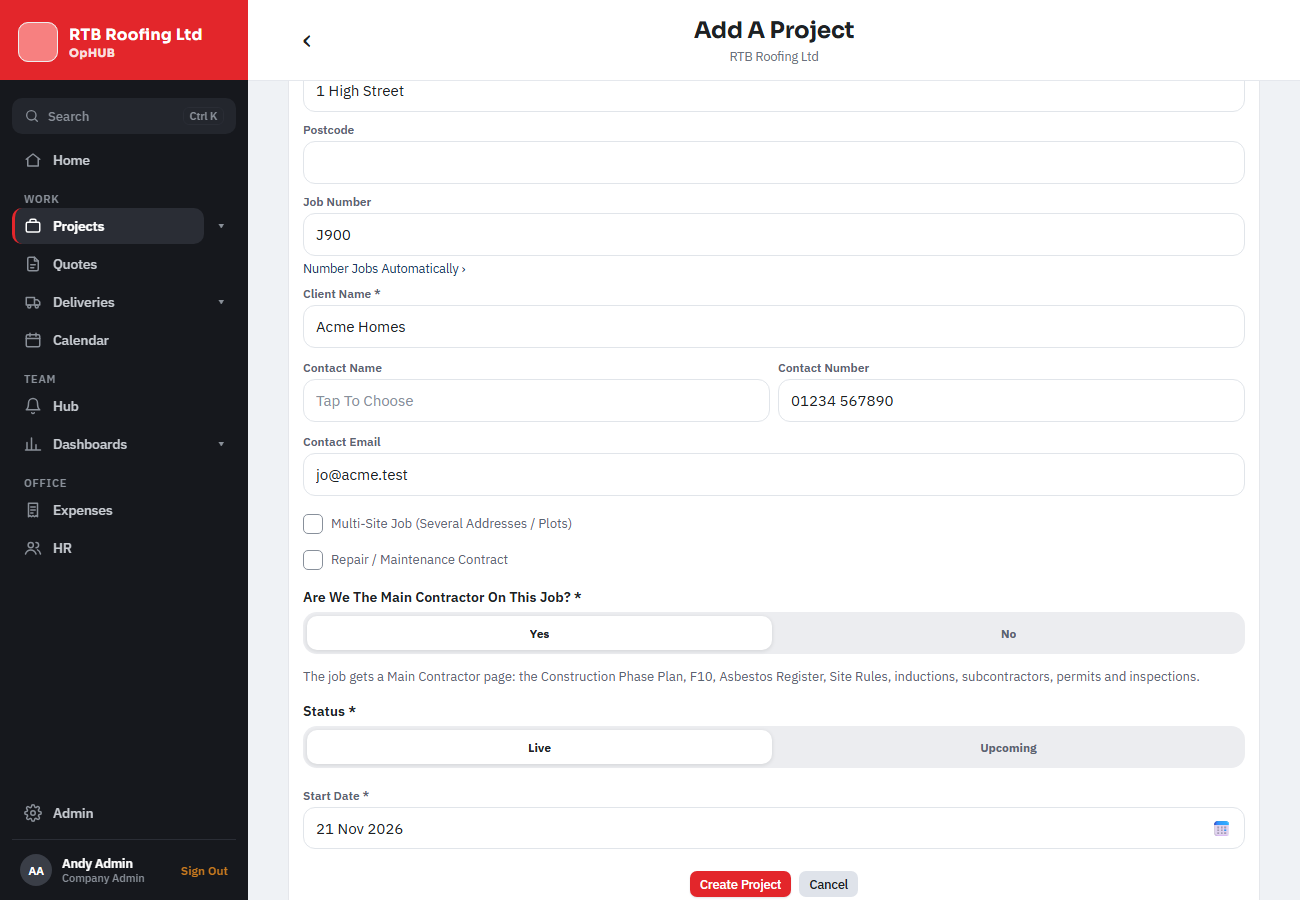 RTB Roofing Ltd
OpHUB
Search
Ctrl K
Home
WORK
Projects
Quotes
Deliveries
Calendar
TEAM
Hub
Dashboards
OFFICE
Expenses
HR
Admin
AA
Andy Admin
Company Admin
Sign Out
Add A Project
RTB Roofing Ltd
1 High Street
Postcode
Job Number
J900
Number Jobs Automatically ›
Client Name *
Acme Homes
Contact Name
Contact Number
Tap To Choose
01234 567890
Contact Email
jo@acme.test
Multi-Site Job (Several Addresses / Plots)
Repair / Maintenance Contract
Are We The Main Contractor On This Job? *
Yes
No
The job gets a Main Contractor page: the Construction Phase Plan, F10, Asbestos Register, Site Rules, inductions, subcontractors, permits and inspections.
Status *
Live
Upcoming
Start Date *
21 Nov 2026
Create Project
Cancel